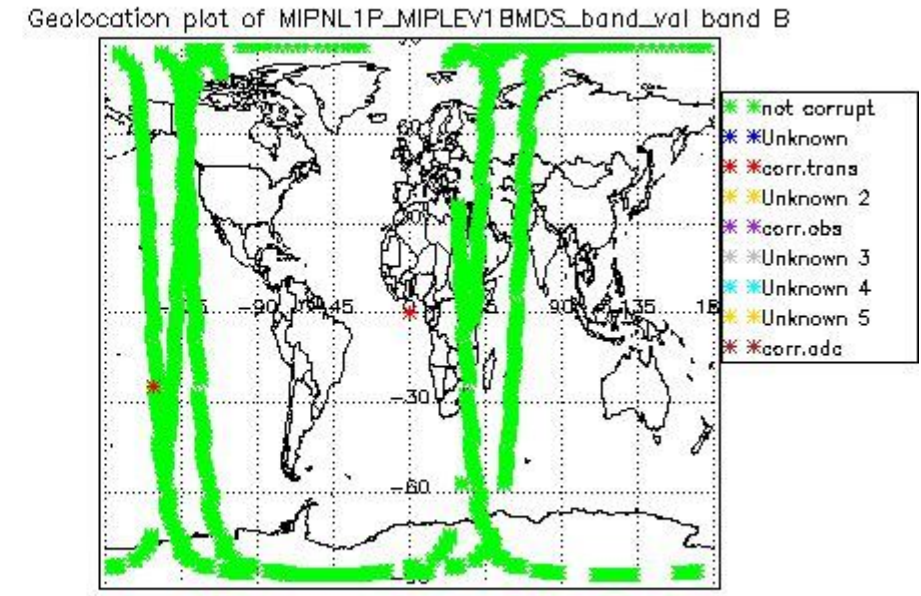 Geolocation plot of MIPNL1P_MIPLEV1BMDS_band_val band B
not corrupt
Unknown
corr.trans
Unknown 2
corr.obs
Unknown 3
Unknown 4
Unknown 5
corr.adc
60
-90 45 90 135
-30
-60